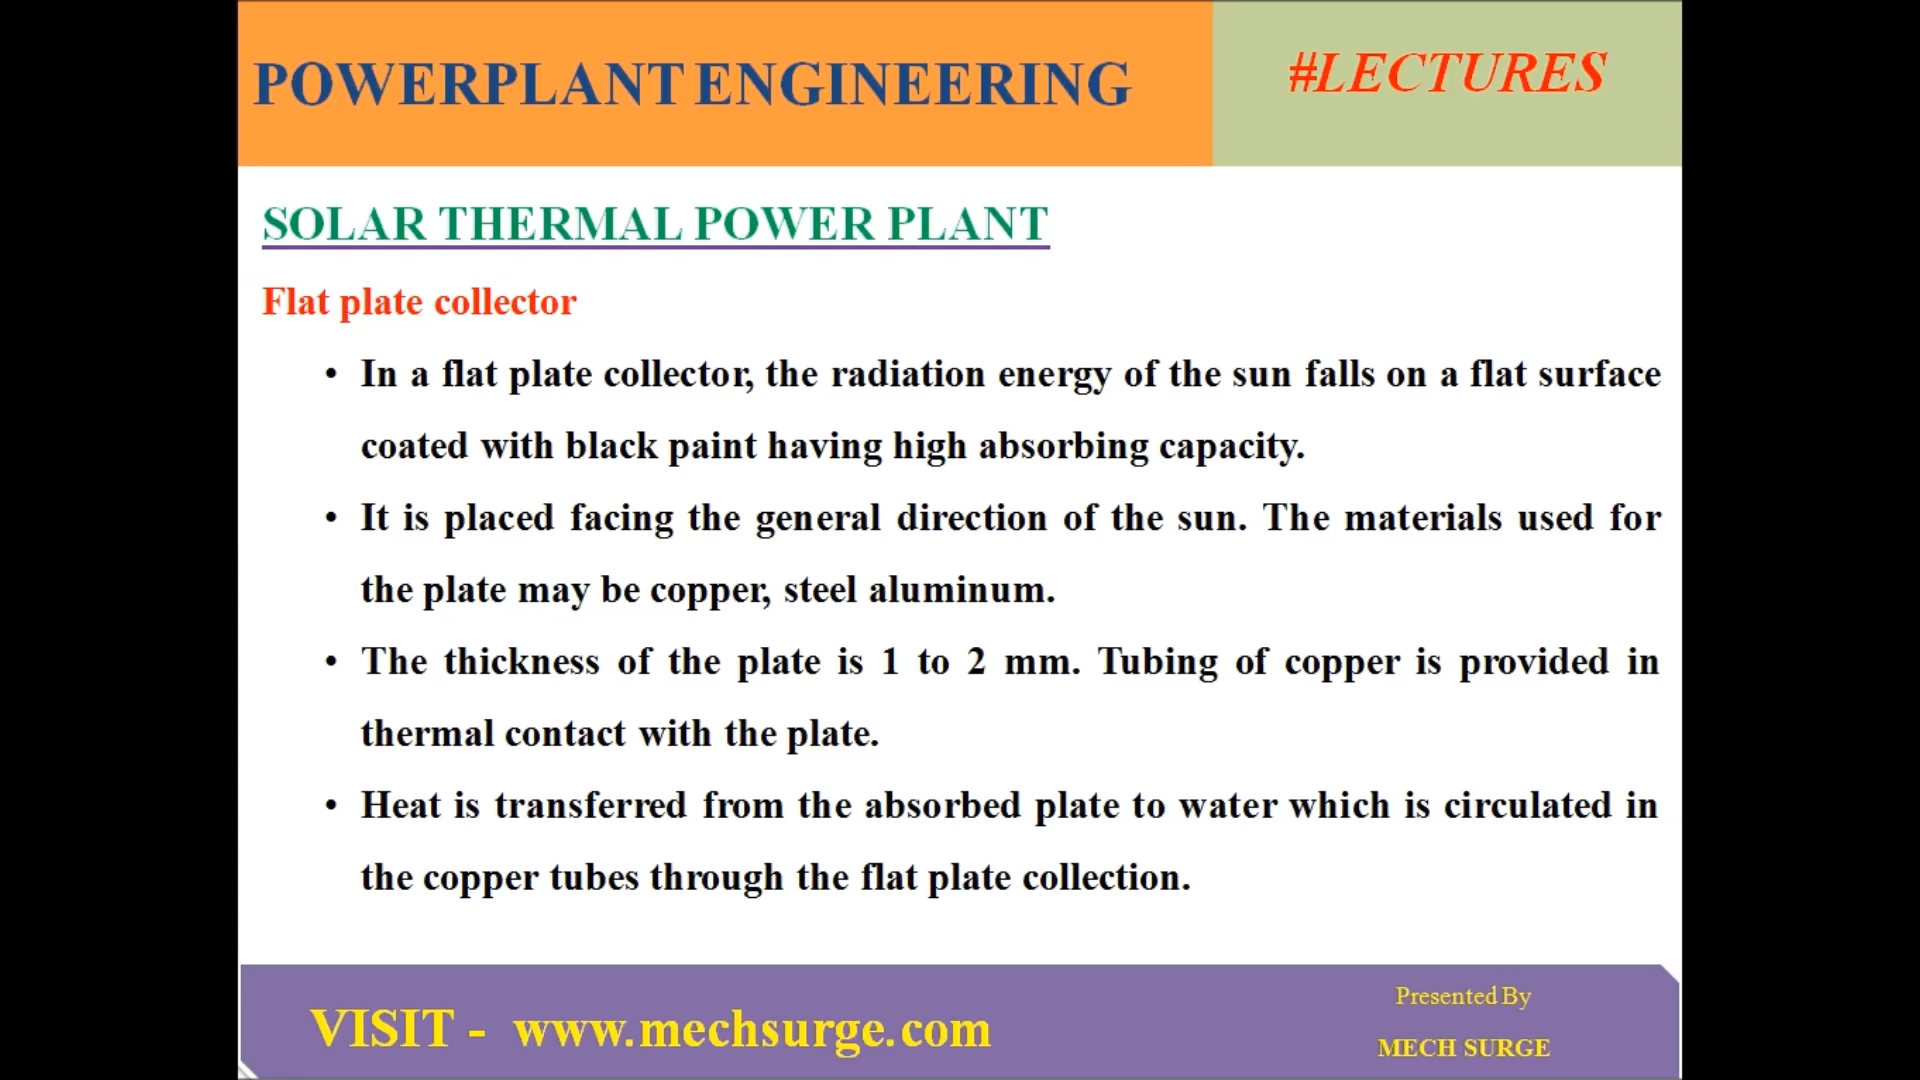 POWERPLANT ENGINEERING
#LECTURES
SOLAR THERMAL POWER PLANT
Flat plate collector
• In a flat plate collector, the radiation energy of the sun falls on a flat surface
coated with black paint having high absorbing capacity.
• It is placed facing the general direction of the sun. The materials used for
the plate may be copper, steel aluminum.
• The thickness of the plate is 1 to 2 mm. Tubing of copper is provided in
thermal contact with the plate.
• Heat is transferred from the absorbed plate to water which is circulated in
the copper tubes through the flat plate collection.
VISIT - www.mechsurge.com
Presented By
MECH SURGE